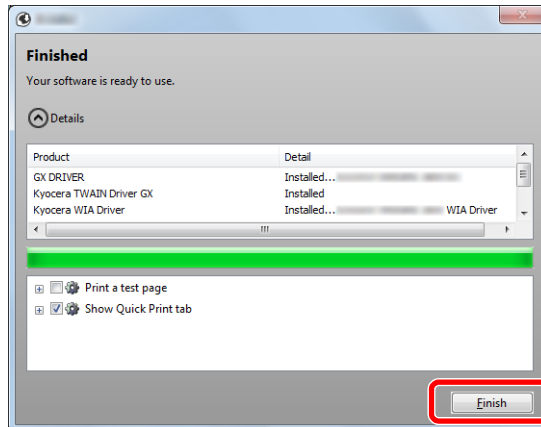 Finished
Your software is ready to use.
Details
Product Detail
GX DRIVER Installed...
Kyocera TWAIN Driver GX Installed
Kyocera WIA Driver Installed... WIA Driver
Print a test page
Show Quick Print tab
Finish